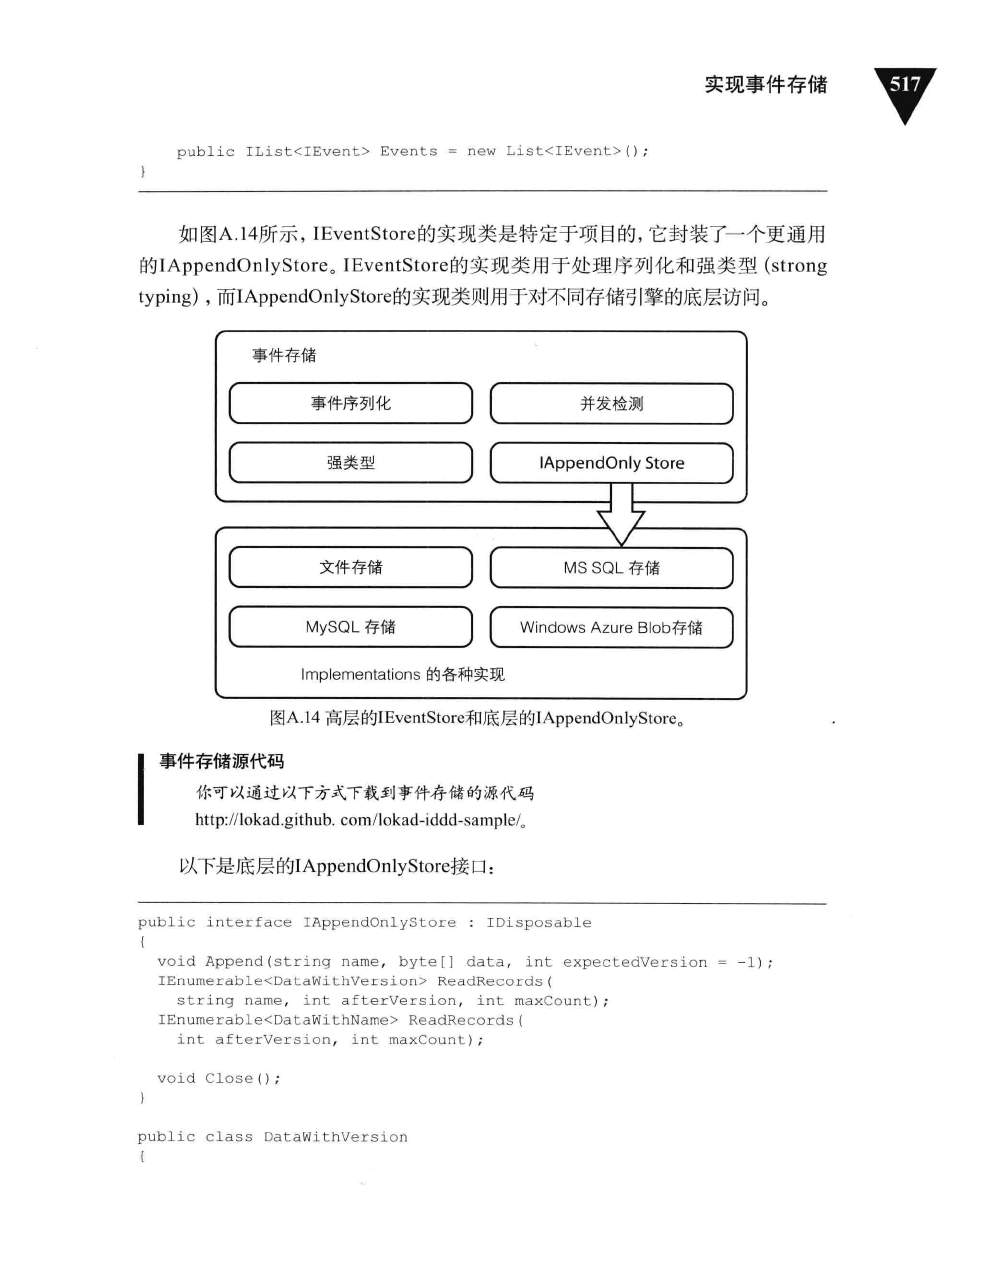 实现事件存储 517
public IList<IEvent> Events = new List<IEvent>();
}
如图A.14所示，IEventStore的实现类是特定于项目的，它封装了一个更通用
的IAppendOnlyStore。IEventStore的实现类用于处理序列化和强类型（strong
typing），而IAppendOnlyStore的实现类则用于对不同存储引擎的底层访问。
事件存储
事件序列化 并发检测
强类型 IAppendOnly Store
文件存储 MS SQL 存储
MySQL 存储 Windows Azure Blob存储
Implementations 的各种实现
图A.14 高层的IEventStore和底层的IAppendOnlyStore。
事件存储源代码
你可以通过以下方式下载到事件存储的源代码
http://lokad.github. com/lokad-iddd-sample/。
以下是底层的IAppendOnlyStore接口：
public interface IAppendOnlyStore : IDisposable
{
void Append(string name, byte[] data, int expectedVersion = -1);
IEnumerable<DataWithVersion> ReadRecords(
string name, int afterVersion, int maxCount);
IEnumerable<DataWithName> ReadRecords(
int afterVersion, int maxCount);
void Close();
}
public class DataWithVersion
{